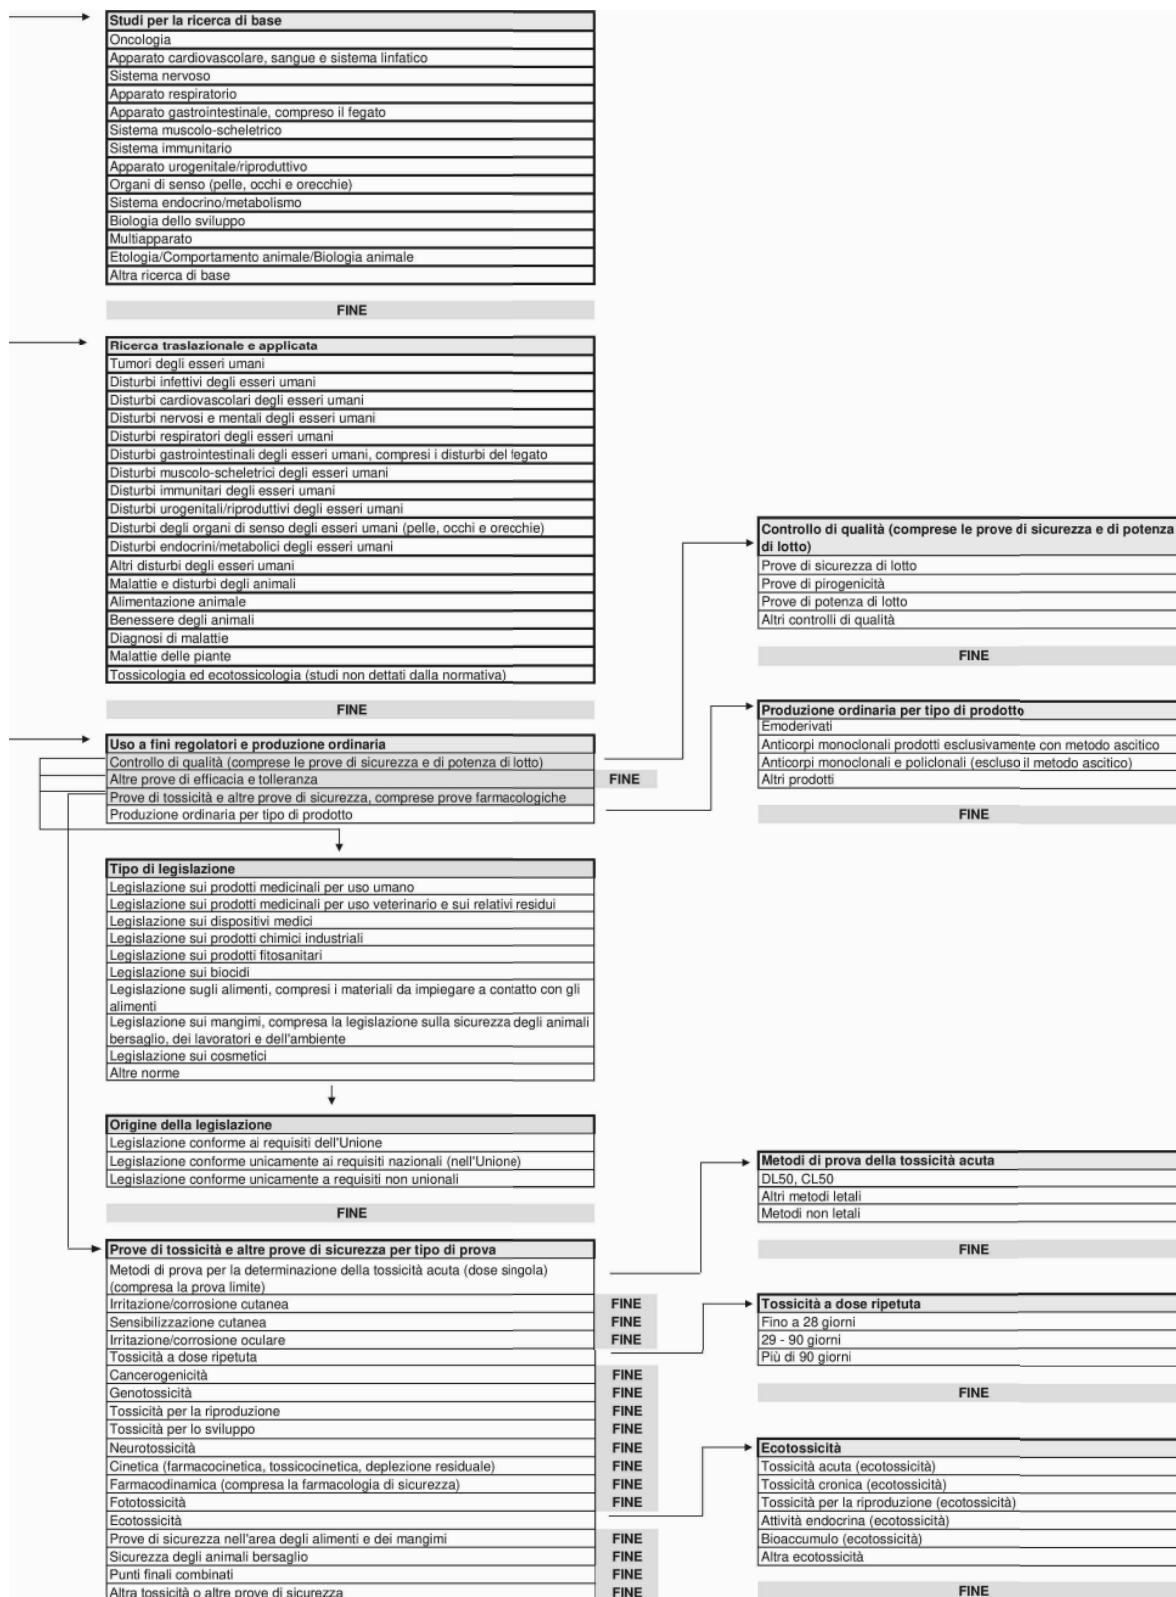 Studi per la ricerca di base
Oncologia
Apparato cardiovascolare, sangue e sistema linfatico
Sistema nervoso
Apparato respiratorio
Apparato gastrointestinale, compreso il fegato
Sistema muscolo-scheletrico
Sistema immunitario
Apparato urogenitale/riproduttivo
Organi di senso (pelle, occhi e orecchie)
Sistema endocrino/metabolismo
Biologia dello sviluppo
Multiapparato
Etologia/Comportamento animale/Biologia animale
Altra ricerca di base
FINE
Ricerca traslazionale e applicata
Tumori degli esseri umani
Disturbi infettivi degli esseri umani
Disturbi cardiovascolari degli esseri umani
Disturbi nervosi e mentali degli esseri umani
Disturbi respiratori degli esseri umani
Disturbi gastrointestinali degli esseri umani, compresi i disturbi del fegato
Disturbi muscolo-scheletrici degli esseri umani
Disturbi immunitari degli esseri umani
Disturbi urogenitali/riproduttivi degli esseri umani
Disturbi degli organi di senso degli esseri umani (pelle, occhi e orecchie)
Disturbi endocrini/metabolici degli esseri umani
Altri disturbi degli esseri umani
Malattie e disturbi degli animali
Alimentazione animale
Benessere degli animali
Diagnosi di malattie
Malattie delle piante
Tossicologia ed ecotossicologia (studi non dettati dalla normativa)
FINE
Controllo di qualità (comprese le prove di sicurezza e di potenza
di lotto)
Prove di sicurezza di lotto
Prove di pirogenicità
Prove di potenza di lotto
Altri controlli di qualità
FINE
Uso a fini regolatori e produzione ordinaria
Controllo di qualità (comprese le prove di sicurezza e di potenza di lotto)
Altre prove di efficacia e tolleranza
FINE
Prove di tossicità e altre prove di sicurezza, comprese prove farmacologiche
Produzione ordinaria per tipo di prodotto
Produzione ordinaria per tipo di prodotto
Emoderivati
Anticorpi monoclonali prodotti esclusivamente con metodo ascitico
Anticorpi monoclonali e policlonali (escluso il metodo ascitico)
Altri prodotti
FINE
Tipo di legislazione
Legislazione sui prodotti medicinali per uso umano
Legislazione sui prodotti medicinali per uso veterinario e sui relativi residui
Legislazione sui dispositivi medici
Legislazione sui prodotti chimici industriali
Legislazione sui prodotti fitosanitari
Legislazione sui biocidi
Legislazione sugli alimenti, compresi i materiali da impiegare a contatto con gli
alimenti
Legislazione sui mangimi, compresa la legislazione sulla sicurezza degli animali
bersaglio, dei lavoratori e dell'ambiente
Legislazione sui cosmetici
Altre norme
Origine della legislazione
Legislazione conforme ai requisiti dell'Unione
Legislazione conforme unicamente ai requisiti nazionali (nell'Unione)
Legislazione conforme unicamente a requisiti non unionali
FINE
Prove di tossicità e altre prove di sicurezza per tipo di prova
Metodi di prova per la determinazione della tossicità acuta (dose singola)
(compresa la prova limite)
Irritazione/corrosione cutanea
FINE
Sensibilizzazione cutanea
FINE
Irritazione/corrosione oculare
FINE
Tossicità a dose ripetuta
Cancerogenicità
FINE
Genotossicità
FINE
Tossicità per la riproduzione
FINE
Tossicità per lo sviluppo
FINE
Neurotossicità
FINE
Cinetica (farmacocinetica, tossicocinetica, deplezione residuale)
FINE
Farmacodinamica (compresa la farmacologia di sicurezza)
FINE
Fototossicità
FINE
Ecotossicità
Prove di sicurezza nell'area degli alimenti e dei mangimi
FINE
Sicurezza degli animali bersaglio
FINE
Punti finali combinati
FINE
Altra tossicità o altre prove di sicurezza
FINE
Metodi di prova della tossicità acuta
DL50, CL50
Altri metodi letali
Metodi non letali
FINE
Tossicità a dose ripetuta
Fino a 28 giorni
29 - 90 giorni
Più di 90 giorni
FINE
Ecotossicità
Tossicità acuta (ecotossicità)
Tossicità cronica (ecotossicità)
Tossicità per la riproduzione (ecotossicità)
Attività endocrina (ecotossicità)
Bioaccumulo (ecotossicità)
Altra ecotossicità
FINE